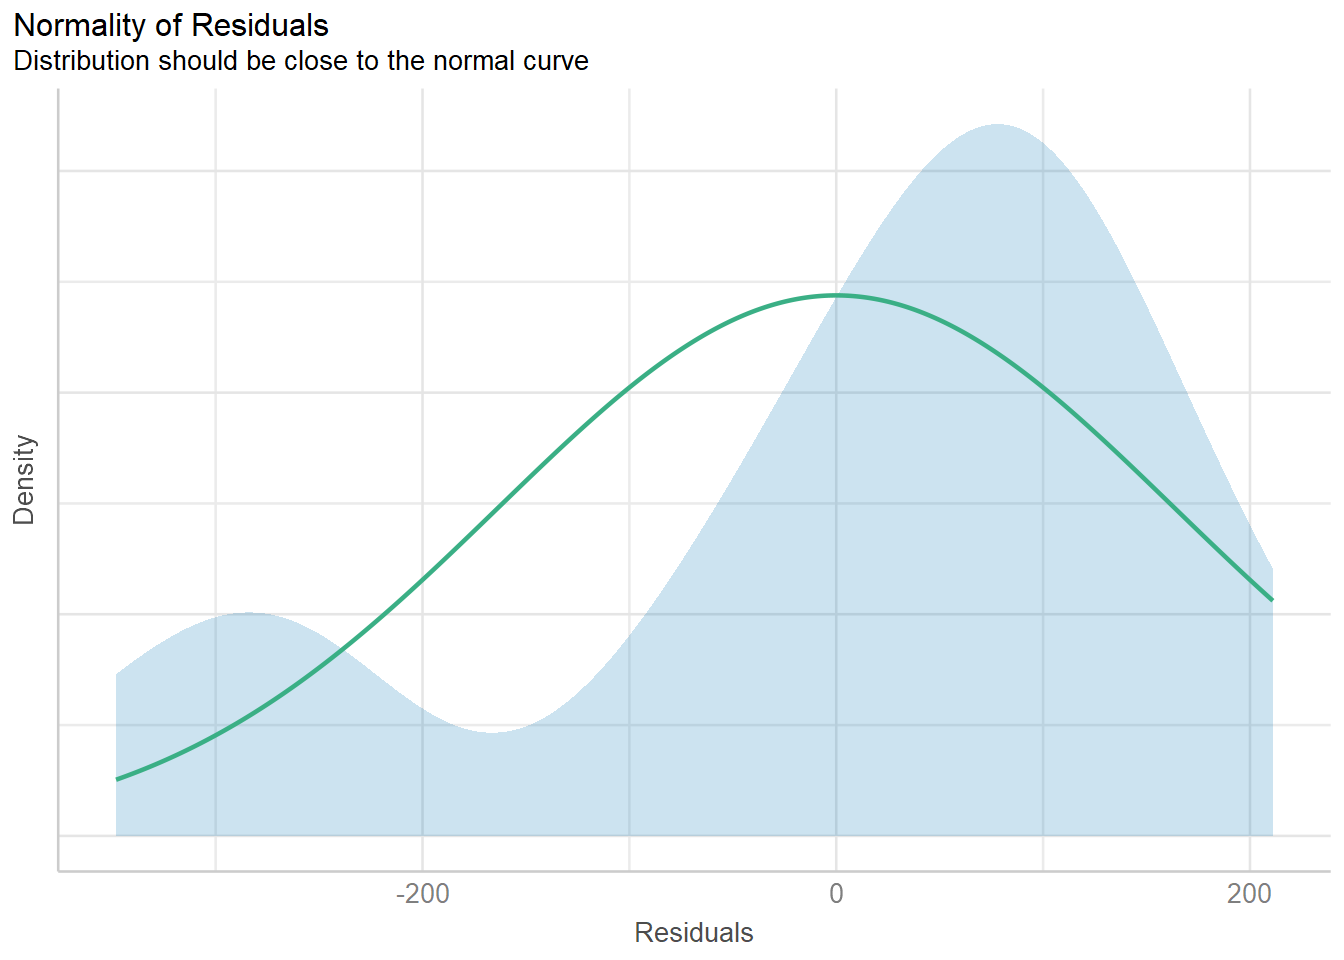 Normality of Residuals
Distribution should be close to the normal curve
Density
-200
0
200
Residuals